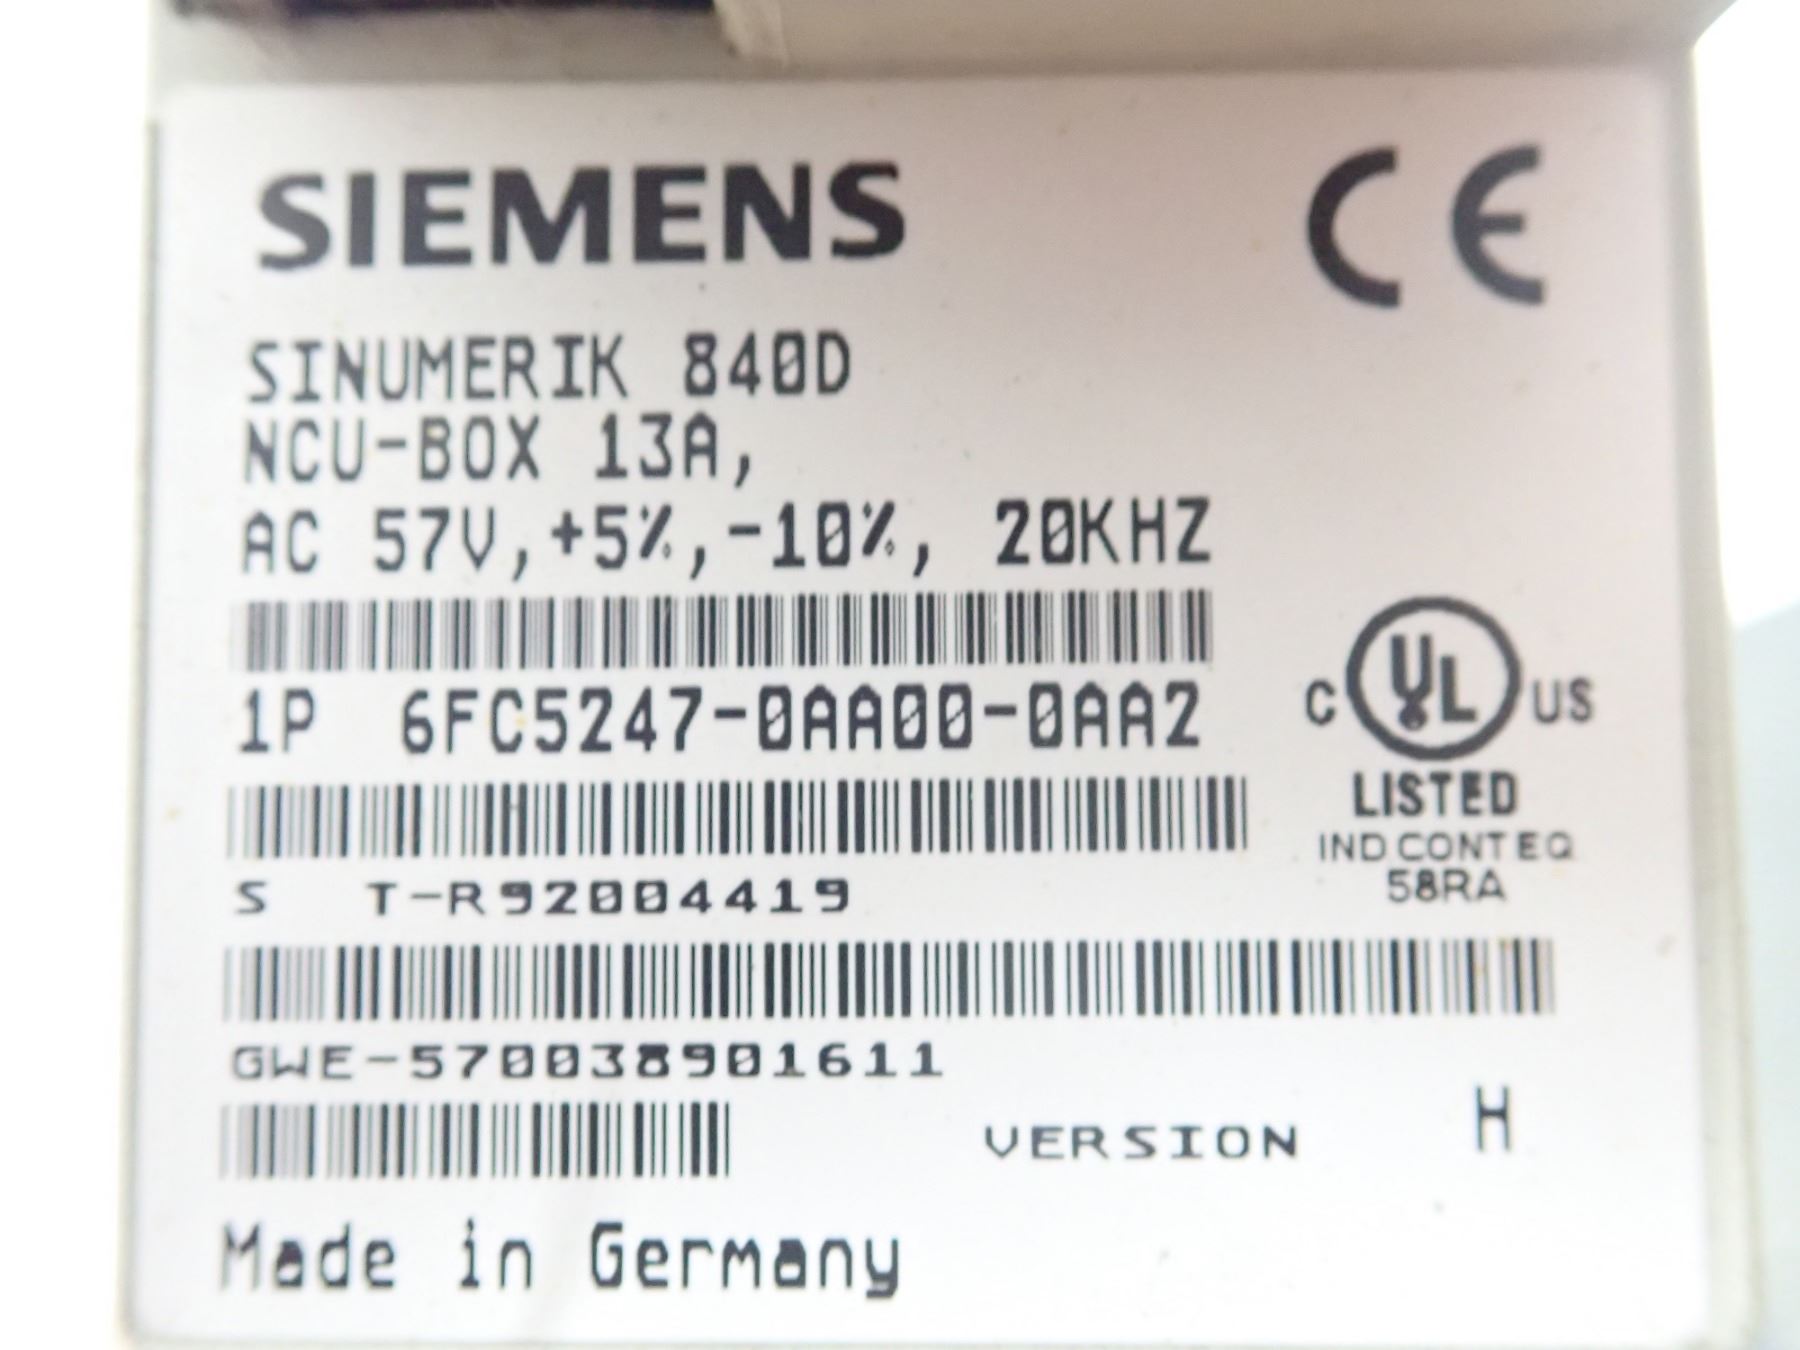 SIEMENS CE
SINUMERIK 840D
NCU-BOX 13A,
AC 57V,+5%,-10%, 20KHZ
1P 6FC5247-0AA00-0AA2
C UL US
LISTED
IND CONT EQ
58RA
S T-R92004419
GWE-570038901611
VERSION H
Made in Germany